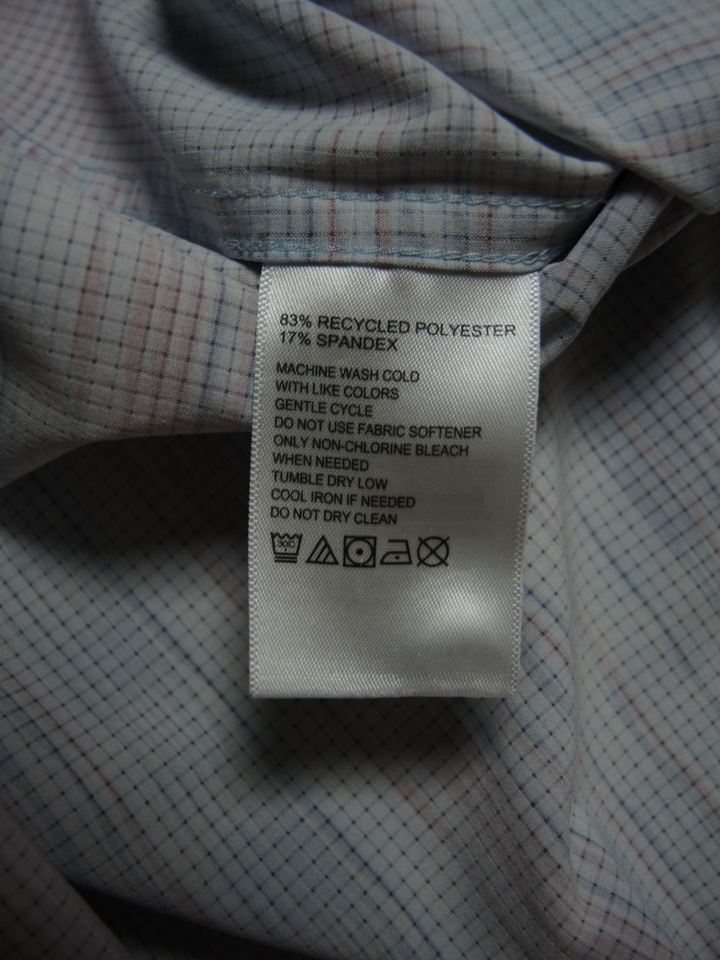 83% RECYCLED POLYESTER
17% SPANDEX
MACHINE WASH COLD
WITH LIKE COLORS
GENTLE CYCLE
DO NOT USE FABRIC SOFTENER
ONLY NON-CHLORINE BLEACH
WHEN NEEDED
TUMBLE DRY LOW
COOL IRON IF NEEDED
DO NOT DRY CLEAN
30C